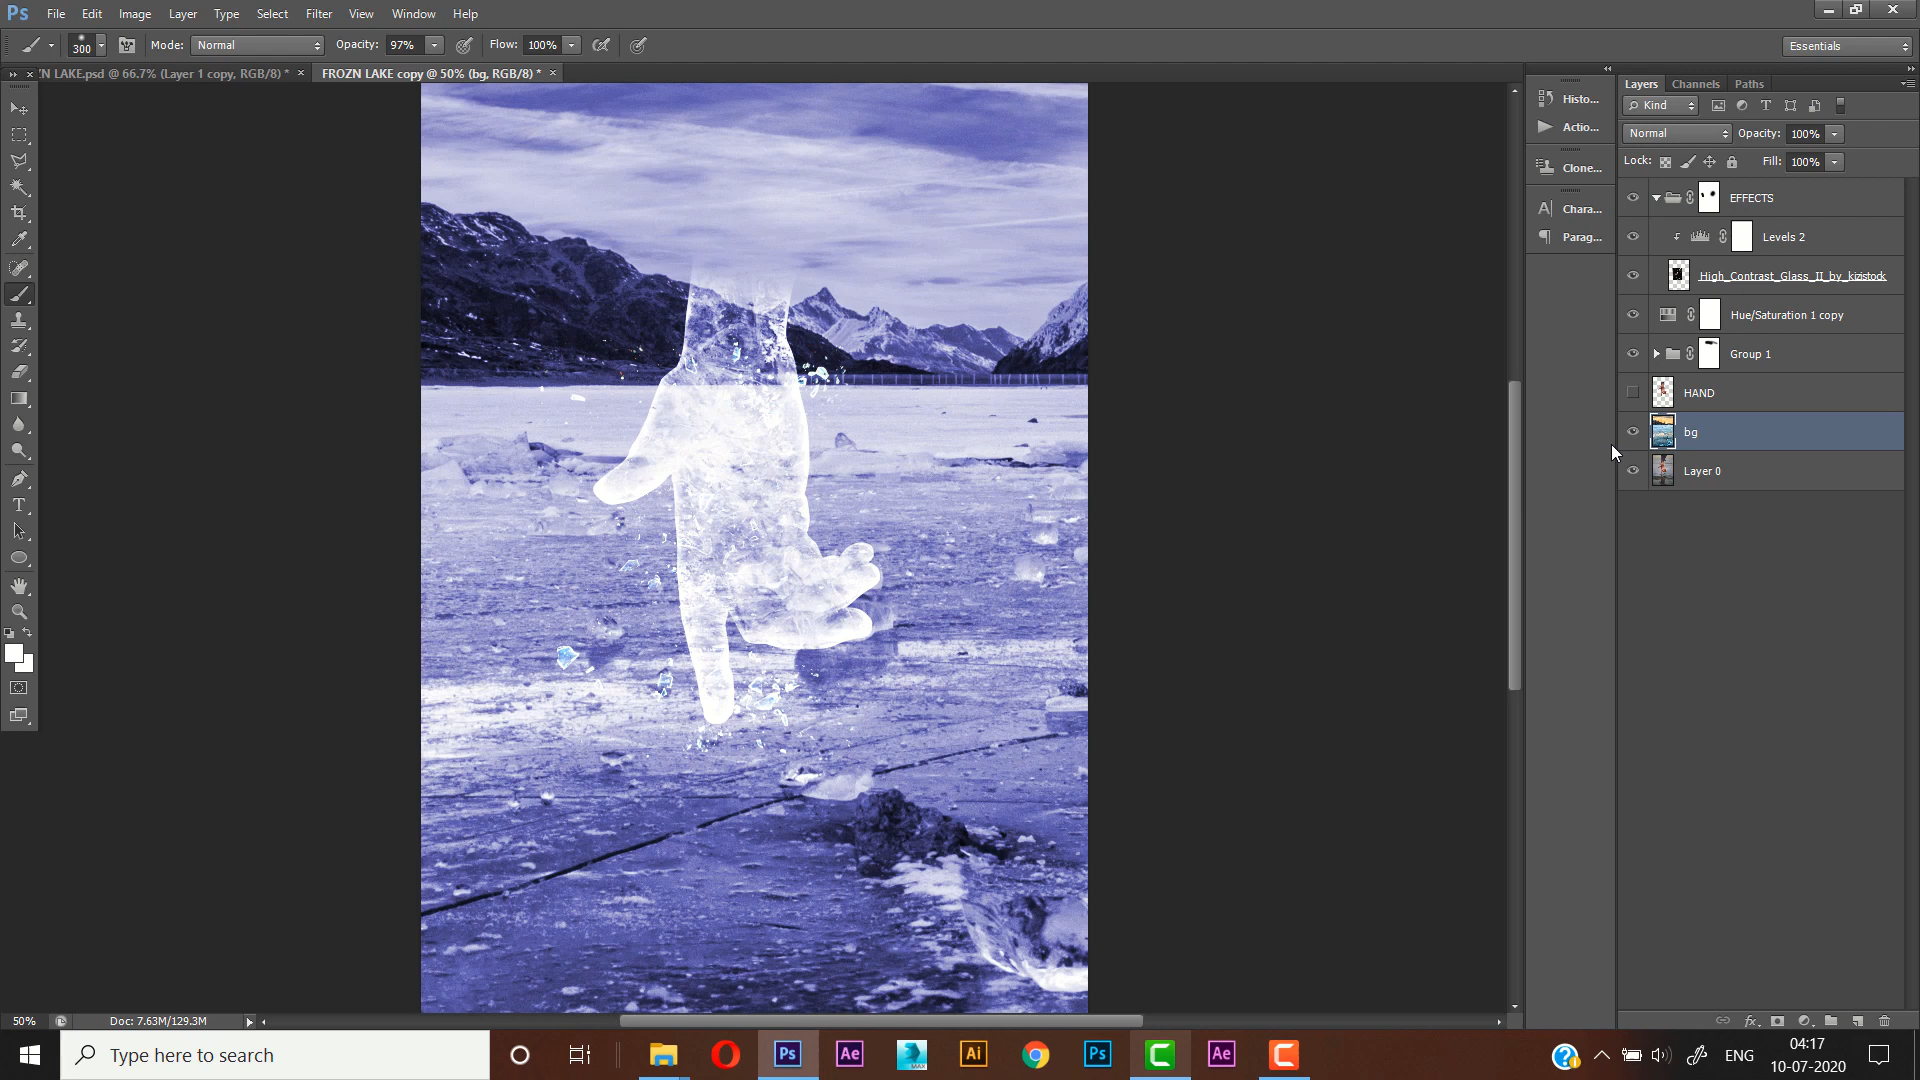 Ps File Edit Image Layer Type Select Filter View Window Help
300 Mode: Normal Opacity: 97% Flow: 100% Essentials
ZN LAKE.psd @ 66.7% (Layer 1 copy, RGB/8) * × FROZN LAKE copy @ 50% (bg, RGB/8) * ×
Histo...
Actio...
Clone...
Chara...
Parag...
Layers Channels Paths
Kind
Normal Opacity: 100%
Lock: Fill: 100%
EFFECTS
Levels 2
High_Contrast_Glass_II_by_kizistock
Hue/Saturation 1 copy
Group 1
HAND
bg
Layer 0
50% Doc: 7.63M/129.3M
Type here to search Ps Ae MAX Ai Ps Ae ENG 04:17
10-07-2020